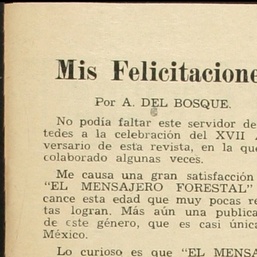 Mis Felicitacione
Por A. DEL BOSQUE.
No podía faltar este servidor de
tedes a la celebración del XVII
versario de esta revista, en la que
colaborado algunas veces.
Me causa una gran satisfacción
"EL MENSAJERO FORESTAL"
cance esta edad que muy pocas re
tas logran. Más aún una publica
de este género, que es casi única
México.
Lo curioso es que "EL MENSA